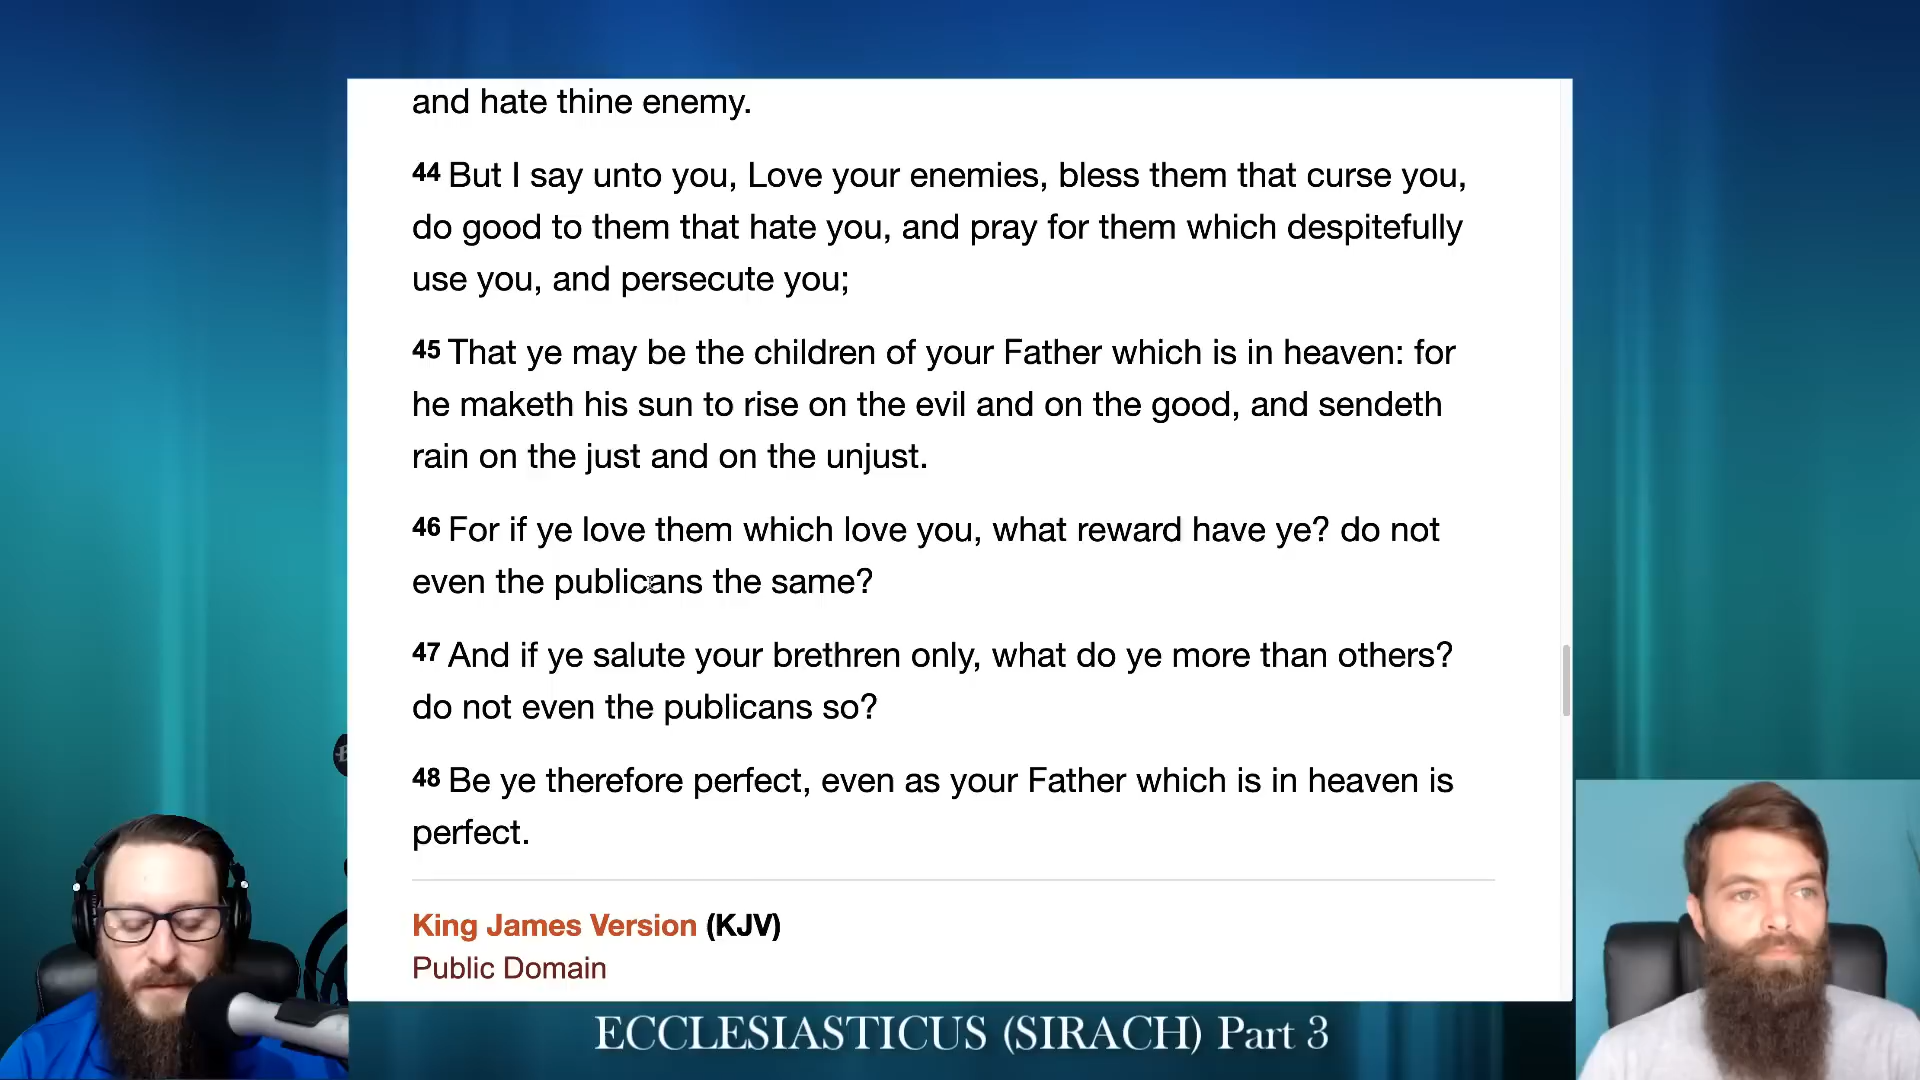 and hate thine enemy.
44 But I say unto you, Love your enemies, bless them that curse you,
do good to them that hate you, and pray for them which despitefully
use you, and persecute you;
45 That ye may be the children of your Father which is in heaven: for
he maketh his sun to rise on the evil and on the good, and sendeth
rain on the just and on the unjust.
46 For if ye love them which love you, what reward have ye? do not
even the publicans the same?
47 And if ye salute your brethren only, what do ye more than others?
do not even the publicans so?
48 Be ye therefore perfect, even as your Father which is in heaven is
perfect.
King James Version (KJV)
Public Domain
ECCLESIASTICUS (SIRACH) Part 3